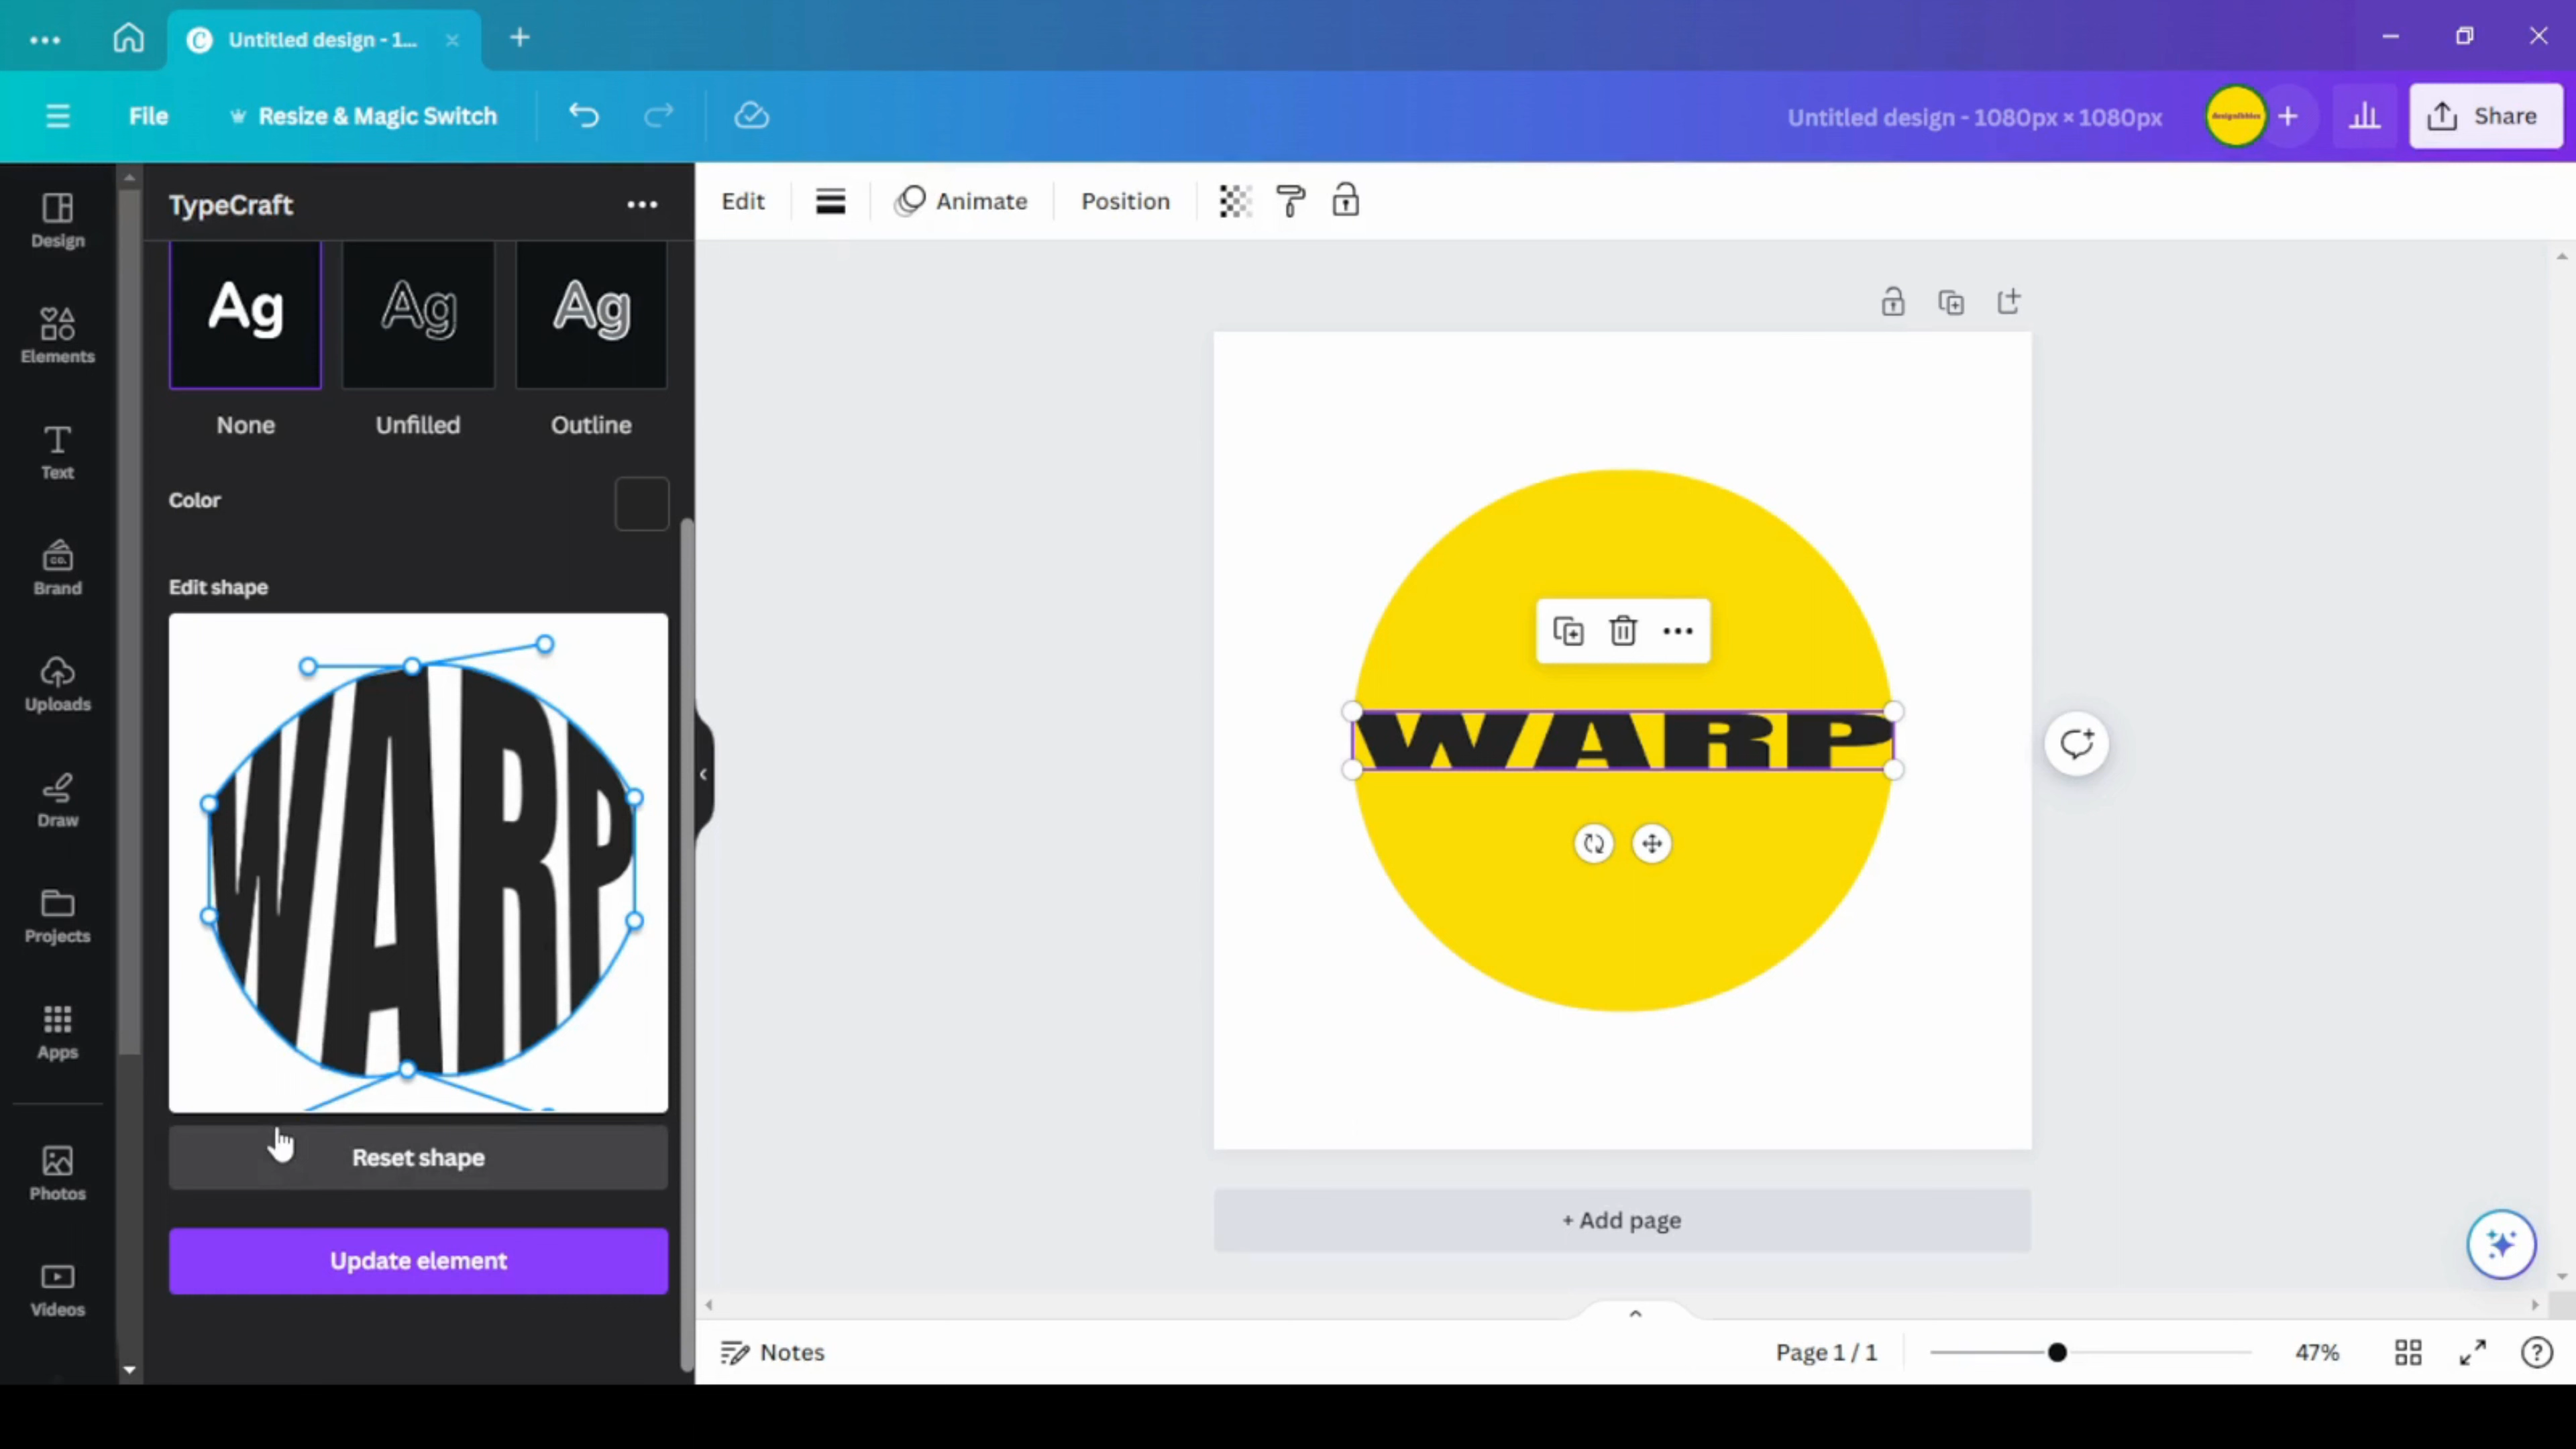 Untitled design - 1...
File
Resize & Magic Switch
Untitled design - 1080px × 1080px
Share
Design
Elements
Text
Brand
CO.
Uploads
Draw
Projects
Apps
Photos
Videos
TypeCraft
Ag
Ag
Ag
None
Unfilled
Outline
Color
Edit shape
WARP
Reset shape
Update element
Edit
Animate
Position
WARP
+ Add page
Notes
Page 1 / 1
47%